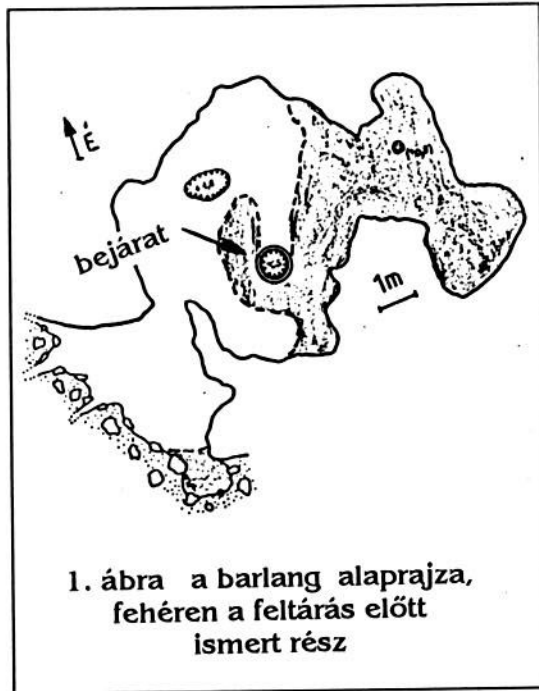 É
bejárat
1m
1. ábra a barlang alaprajza,
fehéren a feltárás előtt
ismert rész